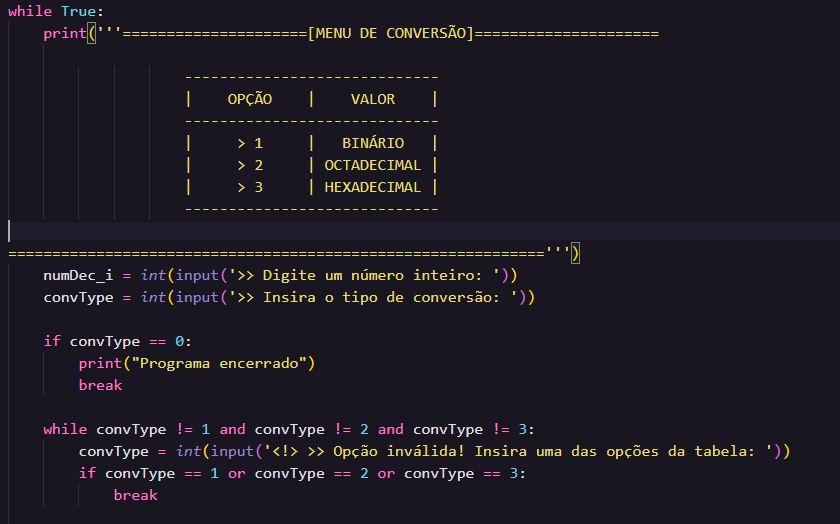 while True:
    print('''=====================[MENU DE CONVERSÃO]=====================
                    -----------------------------
                    |    OPÇÃO    |    VALOR    |
                    -----------------------------
                    |     > 1     |   BINÁRIO   |
                    |     > 2     | OCTADECIMAL |
                    |     > 3     | HEXADECIMAL |
                    -----------------------------
=============================================================''')
    numDec_i = int(input('>> Digite um número inteiro: '))
    convType = int(input('>> Insira o tipo de conversão: '))
    if convType == 0:
        print("Programa encerrado")
        break
    while convType != 1 and convType != 2 and convType != 3:
        convType = int(input('<!> >> Opção inválida! Insira uma das opções da tabela: '))
        if convType == 1 or convType == 2 or convType == 3:
            break